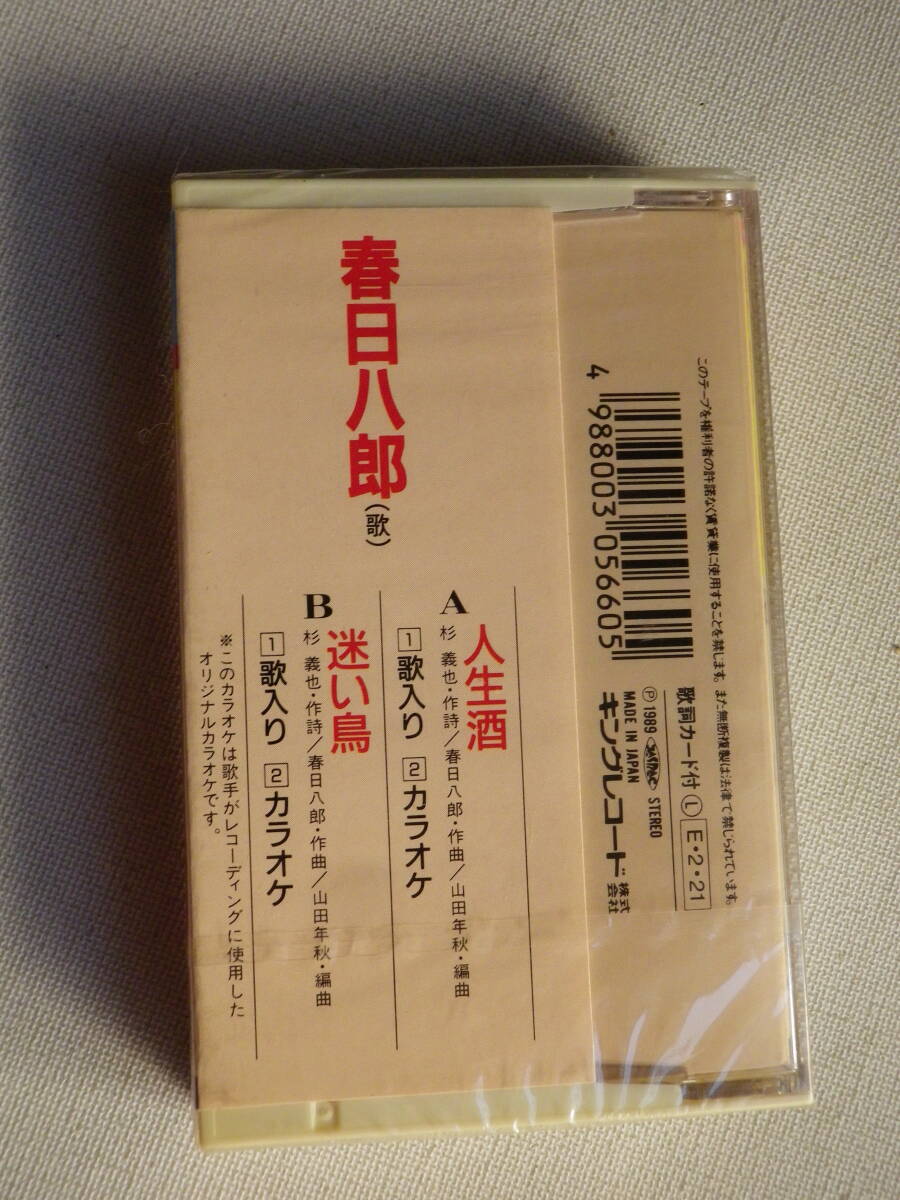 春日八郎(歌)
A 人生酒
杉 義也・作詩/春日八郎・作曲/山田年秋・編曲
1 歌入り 2 カラオケ
B 迷い鳥
杉 義也・作詩/春日八郎・作曲/山田年秋・編曲
1 歌入り 2 カラオケ
※このカラオケは歌手がレコーディングに使用した
オリジナルカラオケです。
このテープを権利者の許諾なく賃貸業に使用することを禁じます。また無断複製は法律で禁じられています。
4 988003 056605
歌詞カード付 Ⓛ E・2・21
Ⓟ 1989 JASRAC STEREO
MADE IN JAPAN
キングレコード株式会社